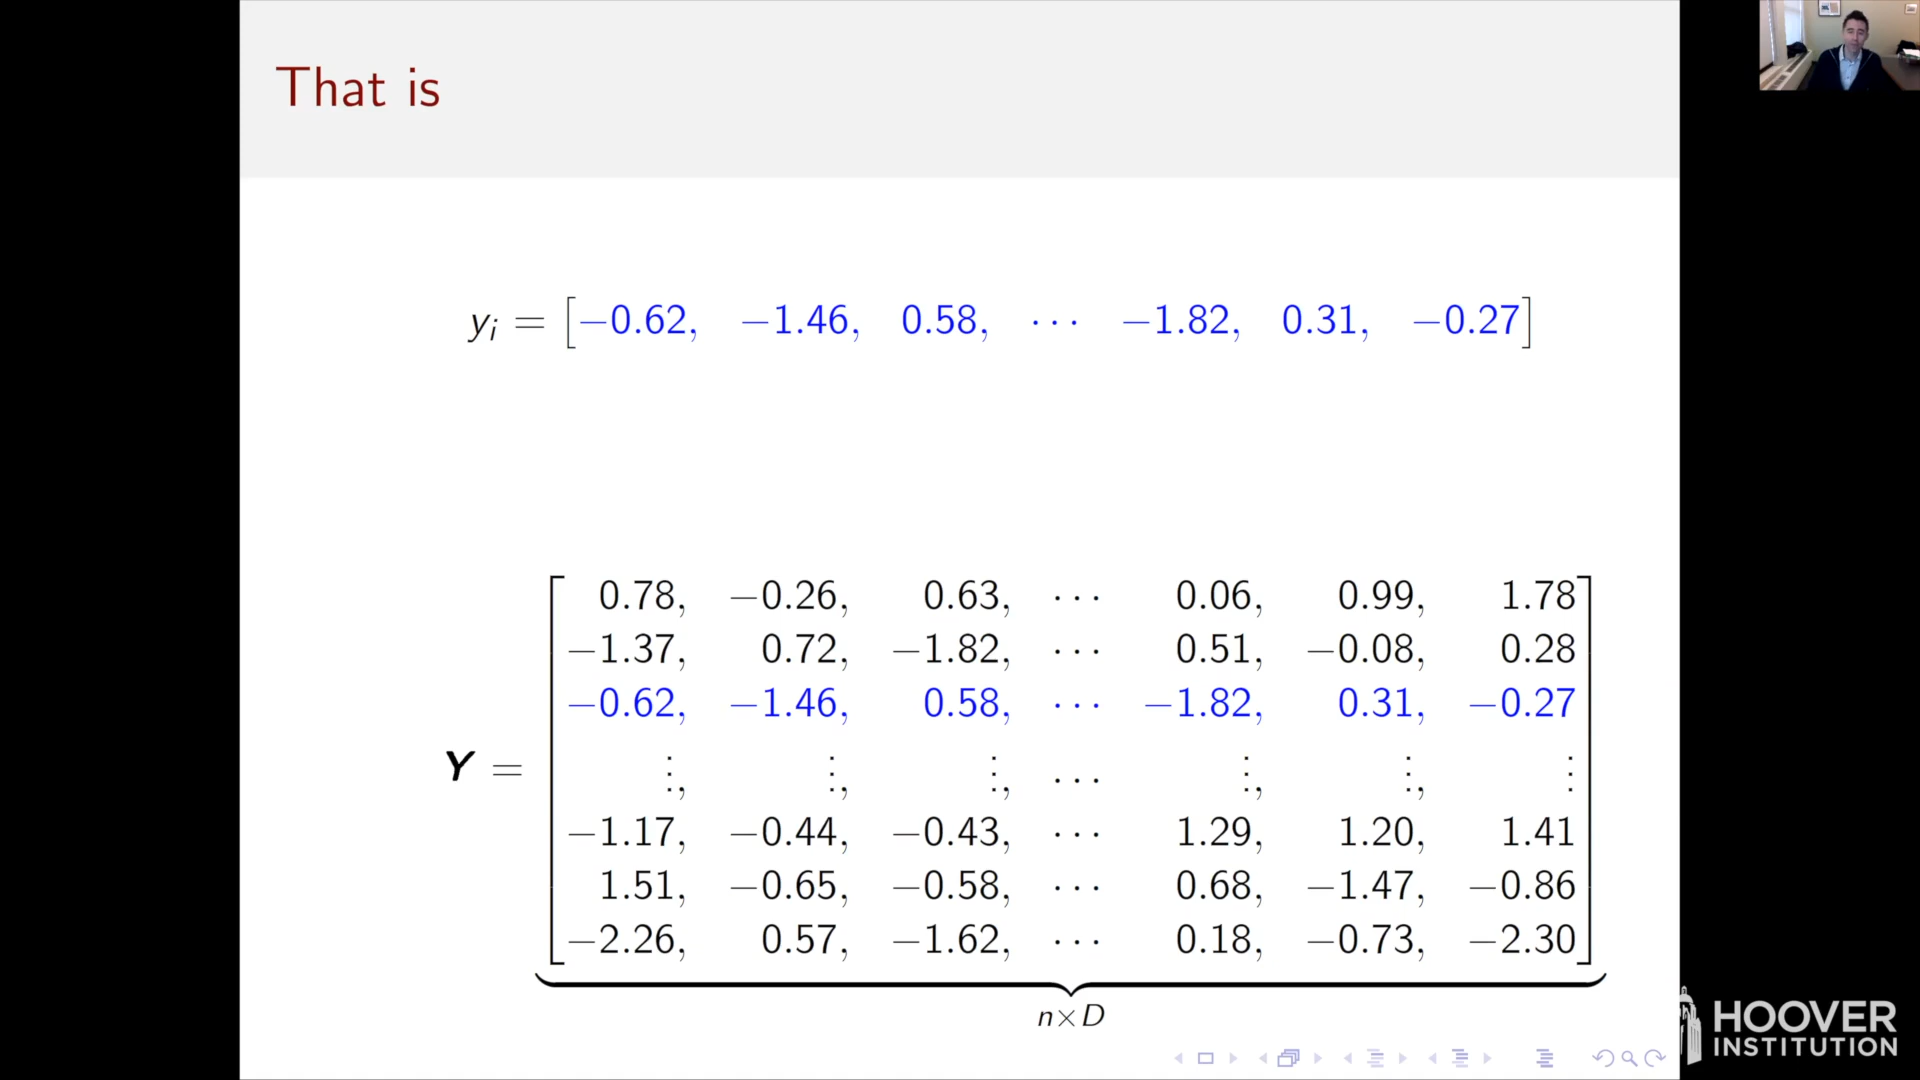 That is
yᵢ = [−0.62, −1.46, 0.58, ⋯ −1.82, 0.31, −0.27]
0.78, −0.26, 0.63, ⋯ 0.06, 0.99, 1.78
−1.37, 0.72, −1.82, ⋯ 0.51, −0.08, 0.28
−0.62, −1.46, 0.58, ⋯ −1.82, 0.31, −0.27
Y = ⋮, ⋮, ⋮, ⋯ ⋮, ⋮, ⋮
−1.17, −0.44, −0.43, ⋯ 1.29, 1.20, 1.41
1.51, −0.65, −0.58, ⋯ 0.68, −1.47, −0.86
−2.26, 0.57, −1.62, ⋯ 0.18, −0.73, −2.30
n×D
HOOVER
INSTITUTION